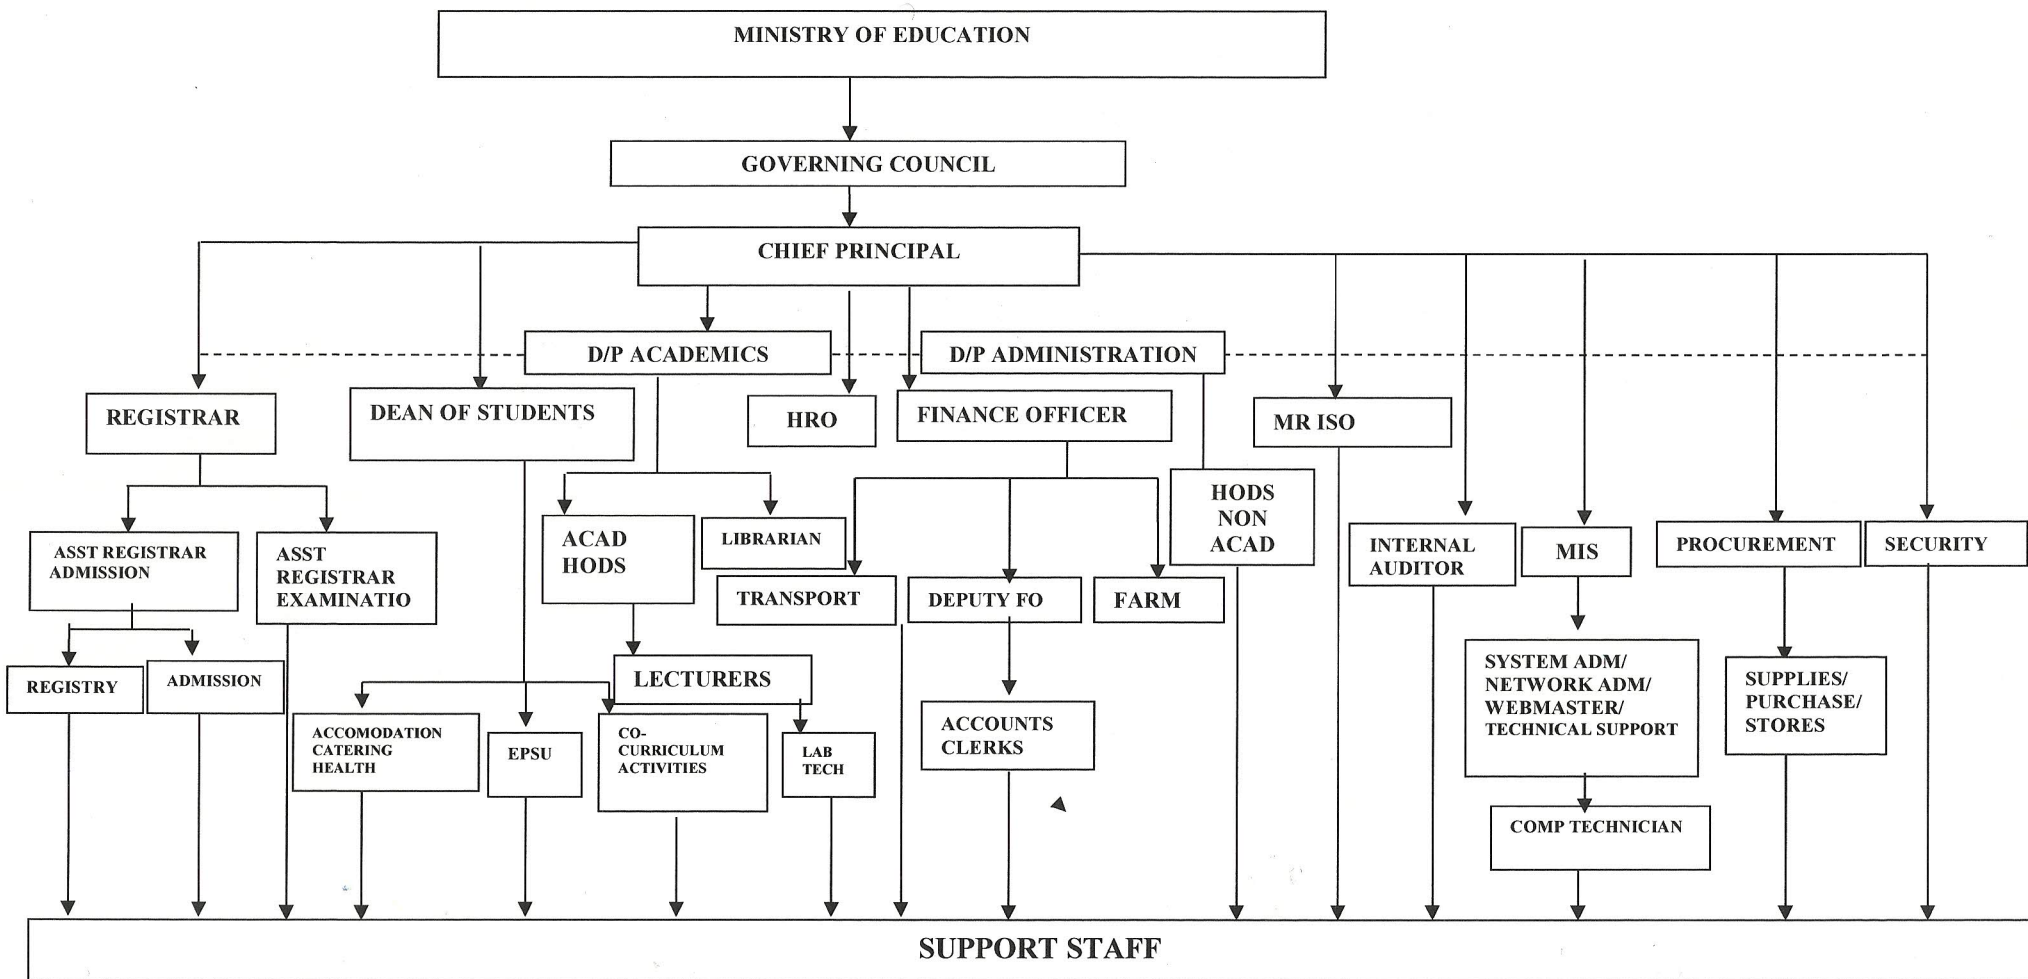 MINISTRY OF EDUCATION
GOVERNING COUNCIL
CHIEF PRINCIPAL
D/P ACADEMICS
D/P ADMINISTRATION
REGISTRAR
DEAN OF STUDENTS
HRO
FINANCE OFFICER
MR ISO
HODS
NON
ACAD
ASST REGISTRAR
ADMISSION
ASST
REGISTRAR
EXAMINATIO
ACAD
HODS
LIBRARIAN
TRANSPORT
DEPUTY FO
FARM
INTERNAL
AUDITOR
MIS
PROCUREMENT
SECURITY
REGISTRY
ADMISSION
LECTURERS
SYSTEM ADM/
NETWORK ADM/
WEBMASTER/
TECHNICAL SUPPORT
SUPPLIES/
PURCHASE/
STORES
ACCOMODATION
CATERING
HEALTH
EPSU
CO-
CURRICULUM
ACTIVITIES
LAB
TECH
ACCOUNTS
CLERKS
COMP TECHNICIAN
SUPPORT STAFF